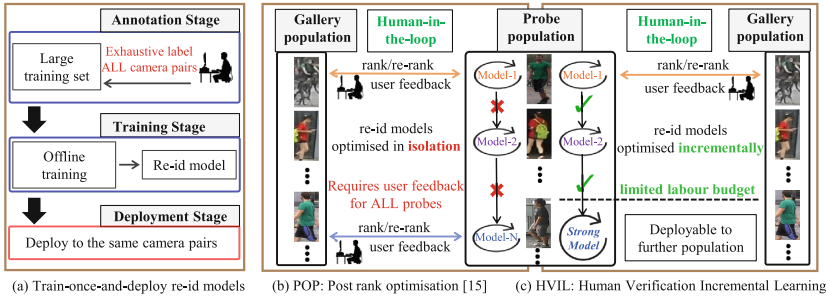 Annotation Stage
Large
training set
Exhaustive label
ALL camera pairs
Training Stage
Offline
training
Re-id model
Deployment Stage
Deploy to the same camera pairs
(a) Train-once-and-deploy re-id models
Gallery
population
Human-in-
the-loop
Probe
population
Human-in-
the-loop
Gallery
population
rank/re-rank
user feedback
Model-1
Model-1
rank/re-rank
user feedback
re-id models
optimised in isolation
Model-2
Model-2
re-id models
optimised incrementally
Requires user feedback
for ALL probes
limited labour budget
rank/re-rank
user feedback
Model-N
Strong
Model
Deployable to
further population
(b) POP: Post rank optimisation [15]
(c) HVIL: Human Verification Incremental Learning